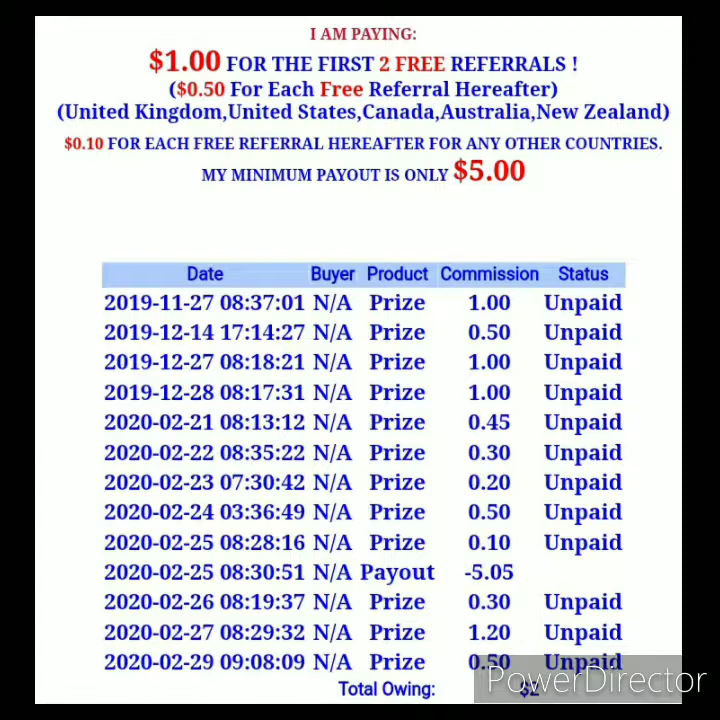 I AM PAYING:
$1.00 FOR THE FIRST 2 FREE REFERRALS !
($0.50 For Each Free Referral Hereafter)
(United Kingdom,United States,Canada,Australia,New Zealand)
$0.10 FOR EACH FREE REFERRAL HEREAFTER FOR ANY OTHER COUNTRIES.
MY MINIMUM PAYOUT IS ONLY $5.00
Date Buyer Product Commission Status
2019-11-27 08:37:01 N/A Prize 1.00 Unpaid
2019-12-14 17:14:27 N/A Prize 0.50 Unpaid
2019-12-27 08:18:21 N/A Prize 1.00 Unpaid
2019-12-28 08:17:31 N/A Prize 1.00 Unpaid
2020-02-21 08:13:12 N/A Prize 0.45 Unpaid
2020-02-22 08:35:22 N/A Prize 0.30 Unpaid
2020-02-23 07:30:42 N/A Prize 0.20 Unpaid
2020-02-24 03:36:49 N/A Prize 0.50 Unpaid
2020-02-25 08:28:16 N/A Prize 0.10 Unpaid
2020-02-25 08:30:51 N/A Payout -5.05
2020-02-26 08:19:37 N/A Prize 0.30 Unpaid
2020-02-27 08:29:32 N/A Prize 1.20 Unpaid
2020-02-29 09:08:09 N/A Prize 0.50 Unpaid
PowerDirector
Total Owing: $2